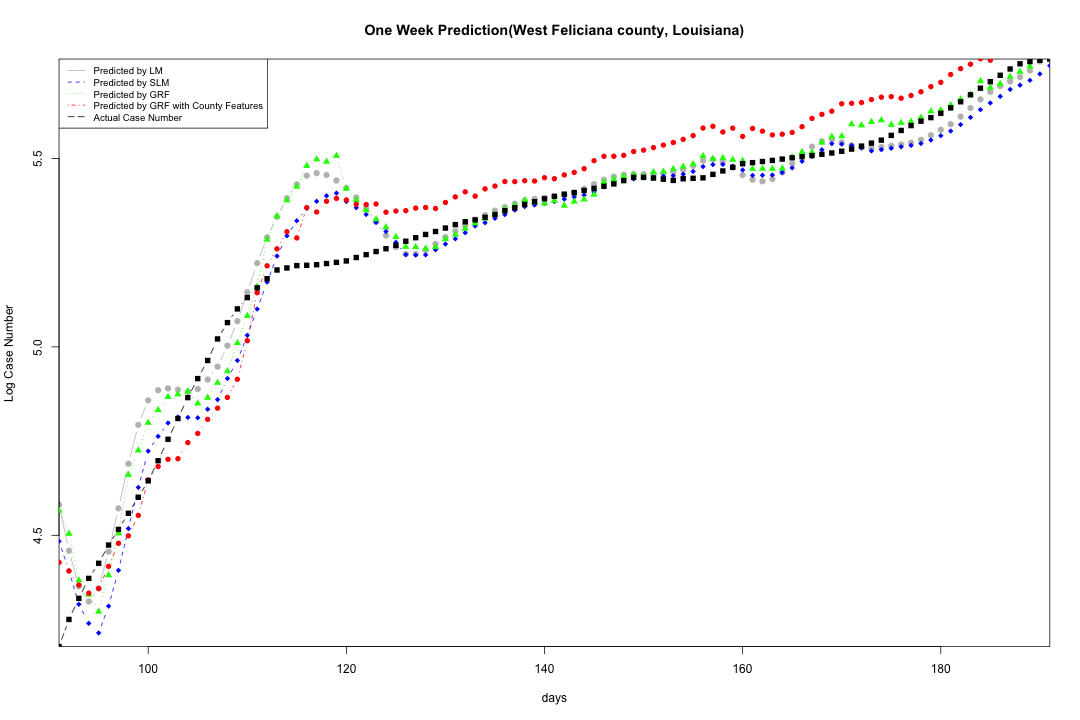 One Week Prediction(West Feliciana county, Louisiana)
Predicted by LM
Predicted by SLM
Predicted by GRF
Predicted by GRF with County Features
Actual Case Number
5.5
5.0
4.5
Log Case Number
100 120 140 160 180
days